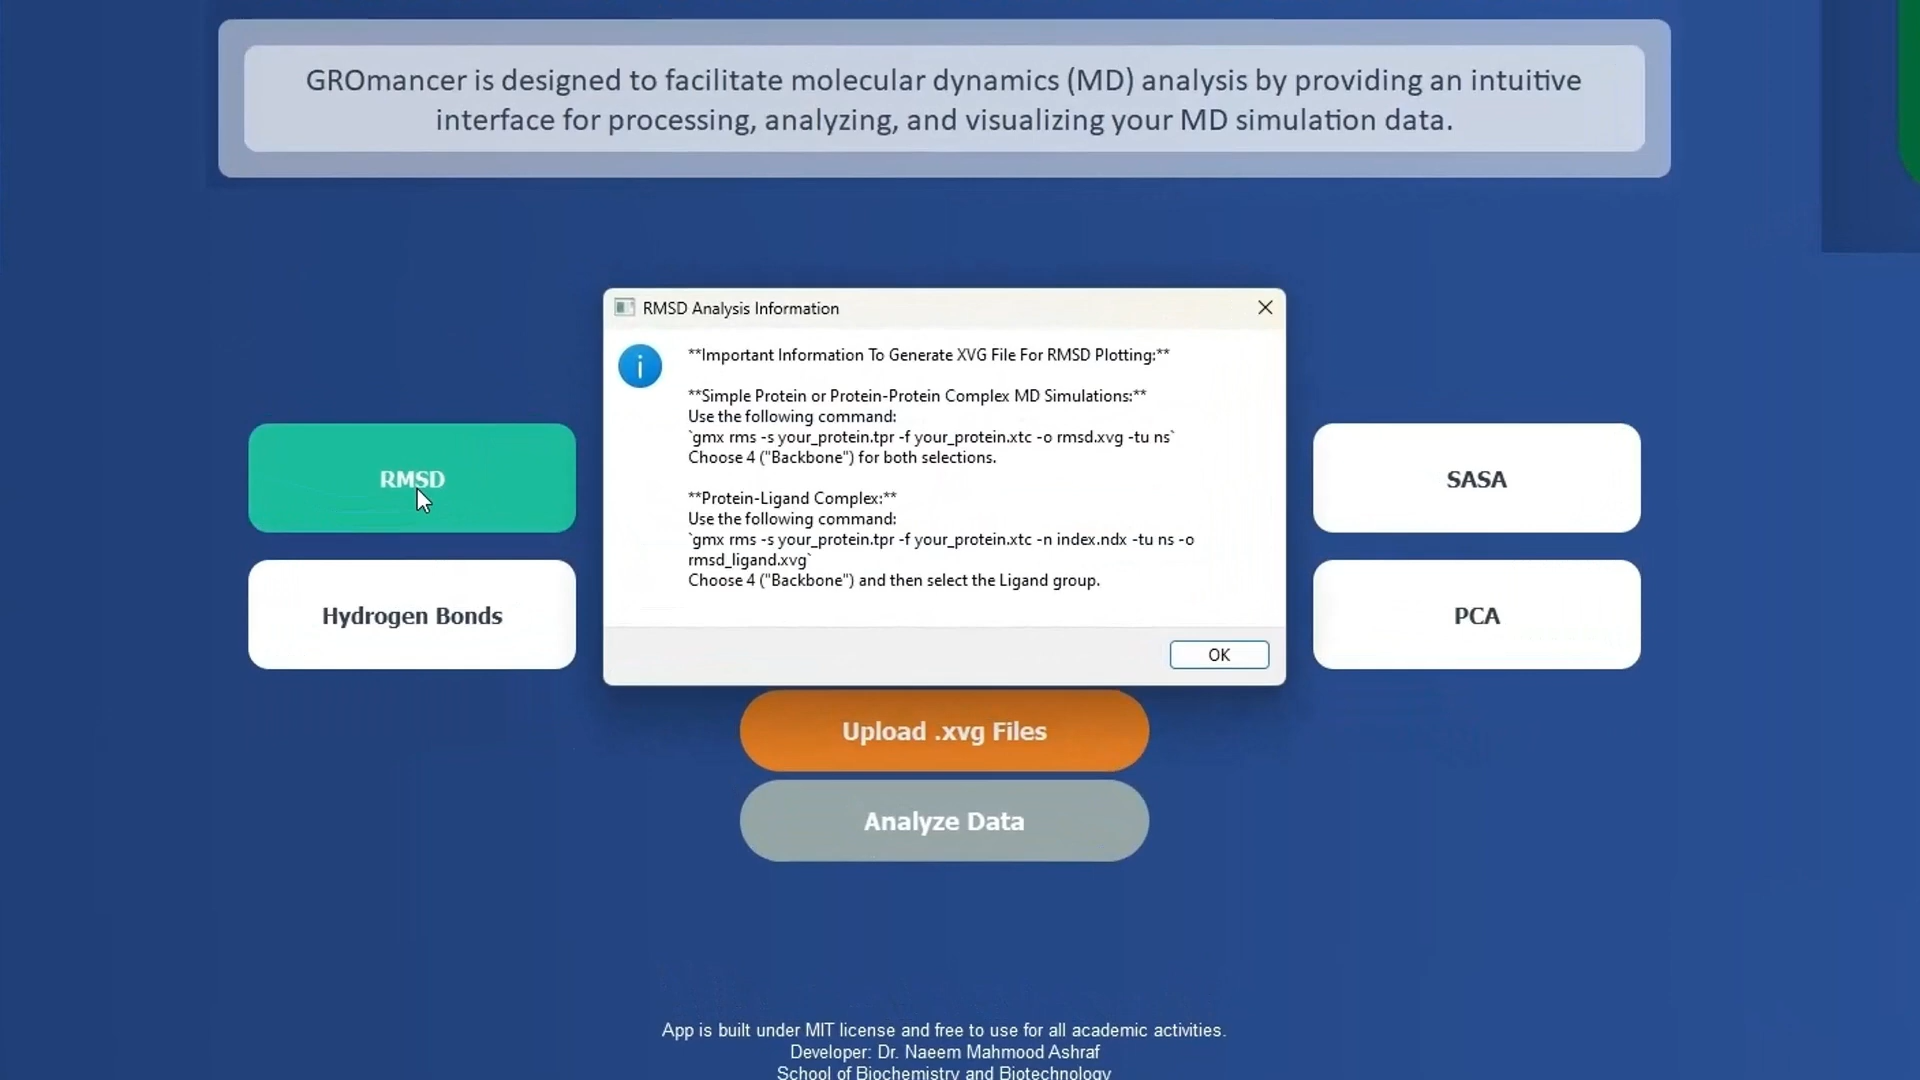 GROmancer is designed to facilitate molecular dynamics (MD) analysis by providing an intuitive
interface for processing, analyzing, and visualizing your MD simulation data.
RMSD Analysis Information
**Important Information To Generate XVG File For RMSD Plotting:**
**Simple Protein or Protein-Protein Complex MD Simulations:**
Use the following command:
`gmx rms -s your_protein.tpr -f your_protein.xtc -o rmsd.xvg -tu ns`
Choose 4 ("Backbone") for both selections.
**Protein-Ligand Complex:**
Use the following command:
`gmx rms -s your_protein.tpr -f your_protein.xtc -n index.ndx -tu ns -o
rmsd_ligand.xvg`
Choose 4 ("Backbone") and then select the Ligand group.
OK
RMSD
SASA
Hydrogen Bonds
PCA
Upload .xvg Files
Analyze Data
App is built under MIT license and free to use for all academic activities.
Developer: Dr. Naeem Mahmood Ashraf
School of Biochemistry and Biotechnology